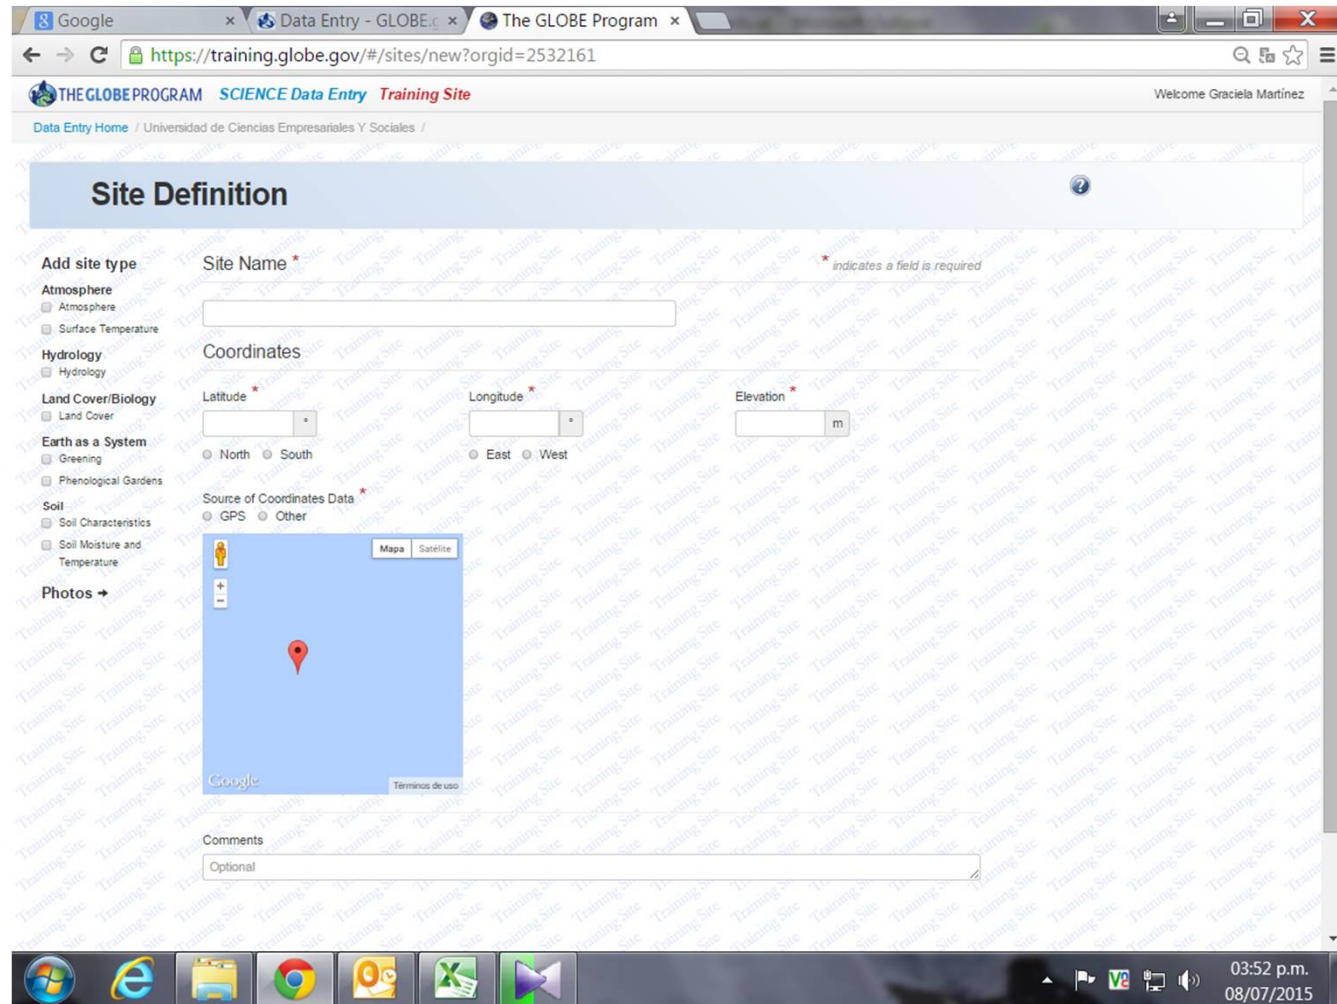 Google
Data Entry - GLOBE.g
The GLOBE Program
https://training.globe.gov/#/sites/new?orgid=2532161
THE GLOBE PROGRAM SCIENCE Data Entry Training Site
Welcome Graciela Martínez
Data Entry Home / Universidad de Ciencias Empresariales Y Sociales /
Site Definition
Add site type
Atmosphere
Atmosphere
Surface Temperature
Hydrology
Hydrology
Land Cover/Biology
Land Cover
Earth as a System
Greening
Phenological Gardens
Soil
Soil Characteristics
Soil Moisture and
Temperature
Photos →
Site Name *
* indicates a field is required
Coordinates
Latitude *
Longitude *
Elevation *
°
°
m
North South
East West
Source of Coordinates Data *
GPS Other
Mapa Satélite
+
−
Google
Términos de uso
Comments
Optional
Training Site
03:52 p.m.
08/07/2015